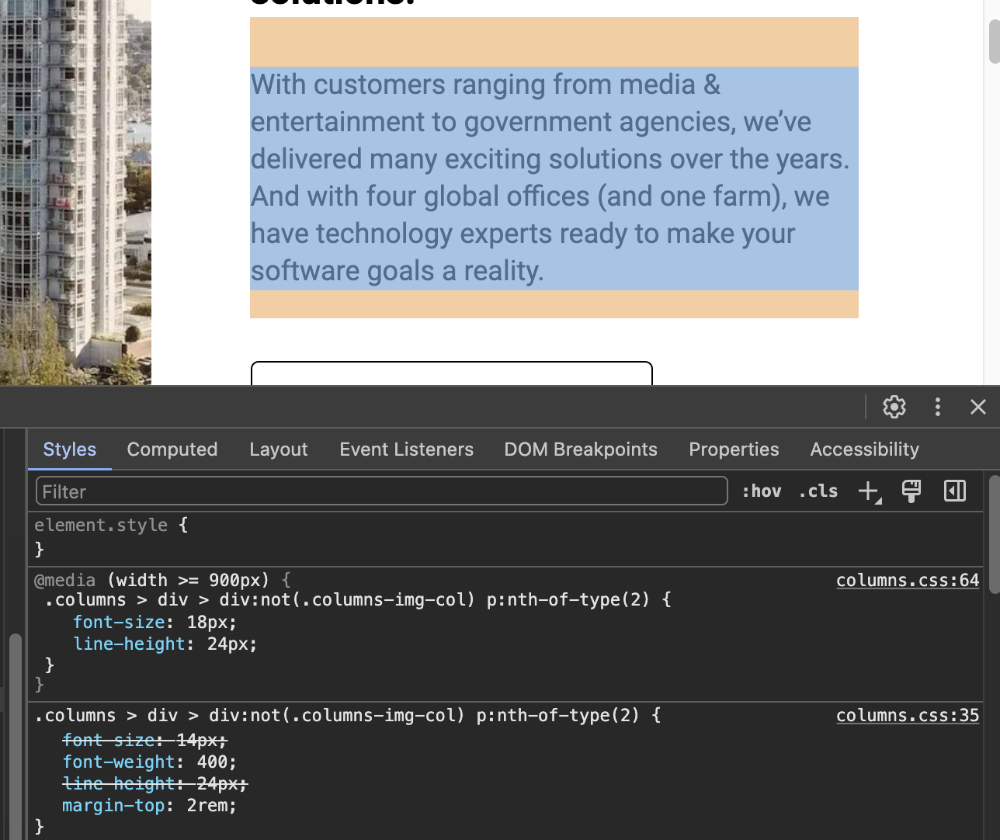 solutions.
With customers ranging from media &
entertainment to government agencies, we’ve
delivered many exciting solutions over the years.
And with four global offices (and one farm), we
have technology experts ready to make your
software goals a reality.
Styles Computed Layout Event Listeners DOM Breakpoints Properties Accessibility
Filter :hov .cls
element.style {
}
@media (width >= 900px) { columns.css:64
.columns > div > div:not(.columns-img-col) p:nth-of-type(2) {
font-size: 18px;
line-height: 24px;
}
}
.columns > div > div:not(.columns-img-col) p:nth-of-type(2) { columns.css:35
font-size: 14px;
font-weight: 400;
line-height: 24px;
margin-top: 2rem;
}